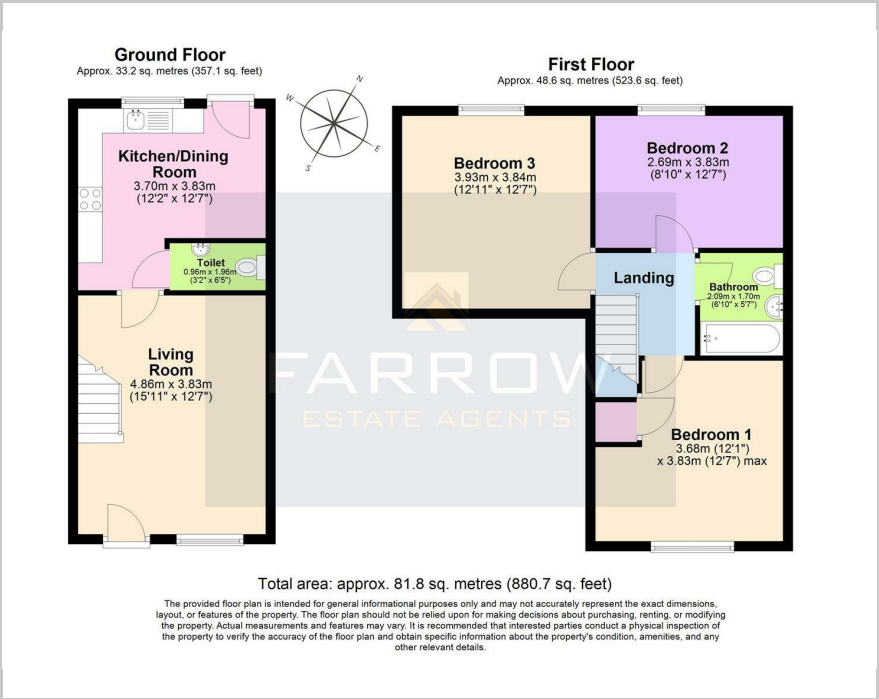 Ground Floor
Approx. 33.2 sq. metres (357.1 sq. feet)
First Floor
Approx. 48.6 sq. metres (523.6 sq. feet)
N
W
E
S
Kitchen/Dining
Room
3.70m x 3.83m
(12'2" x 12'7")
Toilet
0.96m x 1.96m
(3'2" x 6'5")
Living
Room
4.86m x 3.83m
(15'11" x 12'7")
Bedroom 3
3.93m x 3.84m
(12'11" x 12'7")
Bedroom 2
2.69m x 3.83m
(8'10" x 12'7")
Landing
Bathroom
2.09m x 1.70m
(6'10" x 5'7")
Bedroom 1
3.68m (12'1")
x 3.83m (12'7") max
FARROW
ESTATE AGENTS
Total area: approx. 81.8 sq. metres (880.7 sq. feet)
The provided floor plan is intended for general informational purposes only and may not accurately represent the exact dimensions,
layout, or features of the property. The floor plan should not be relied upon for making decisions about purchasing, renting, or modifying
the property. Actual measurements and features may vary. It is recommended that interested parties conduct a physical inspection of
the property to verify the accuracy of the floor plan and obtain specific information about the property's condition, amenities, and any
other relevant details.